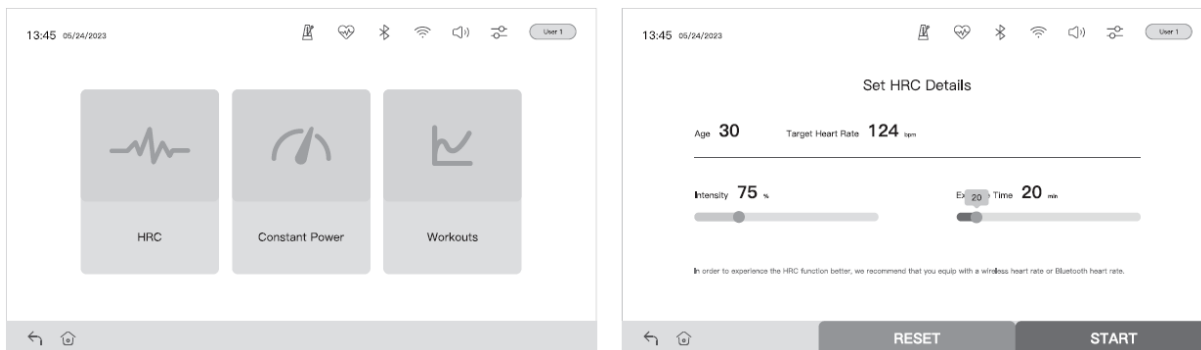 13:45 05/24/2023
User 1
HRC
Constant Power
Workouts
13:45 05/24/2023
User 1
Set HRC Details
Age 30 Target Heart Rate 124 bpm
Intensity 75 %
20
Time 20 min
In order to experience the HRC function better, we recommend that you equip with a wireless heart rate or Bluetooth heart rate.
RESET
START